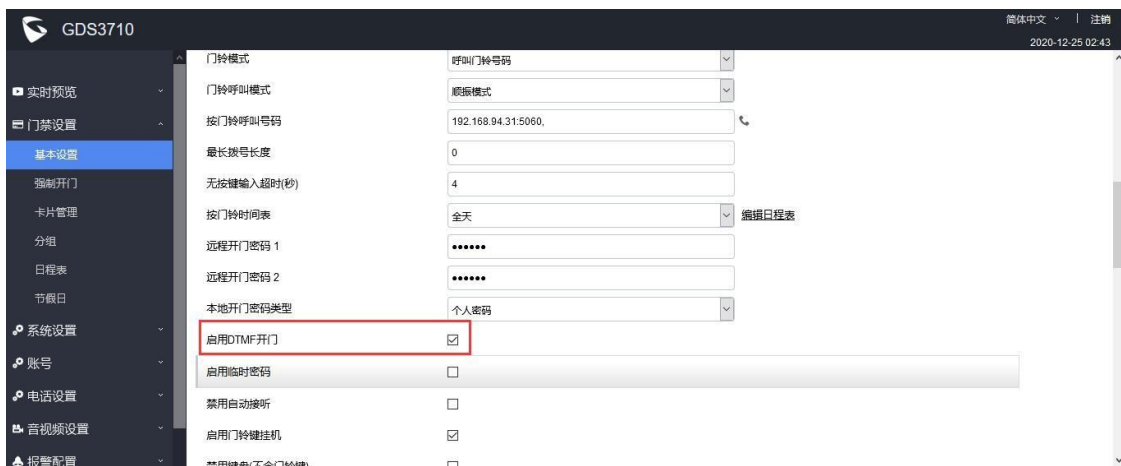 GDS3710
简体中文 | 注销
2020-12-25 02:43
实时预览
门禁设置
基本设置
强制开门
卡片管理
分组
日程表
节假日
系统设置
账号
电话设置
音视频设置
报警配置
门铃模式 呼叫门铃号码
门铃呼叫模式 顺振模式
按门铃呼叫号码 192.168.94.31:5060,
最长拨号长度 0
无按键输入超时(秒) 4
按门铃时间表 全天 编辑日程表
远程开门密码 1 ••••••
远程开门密码 2 ••••••
本地开门密码类型 个人密码
启用DTMF开门
启用临时密码
禁用自动接听
启用门铃键挂机
禁用键盘(不含门铃键)